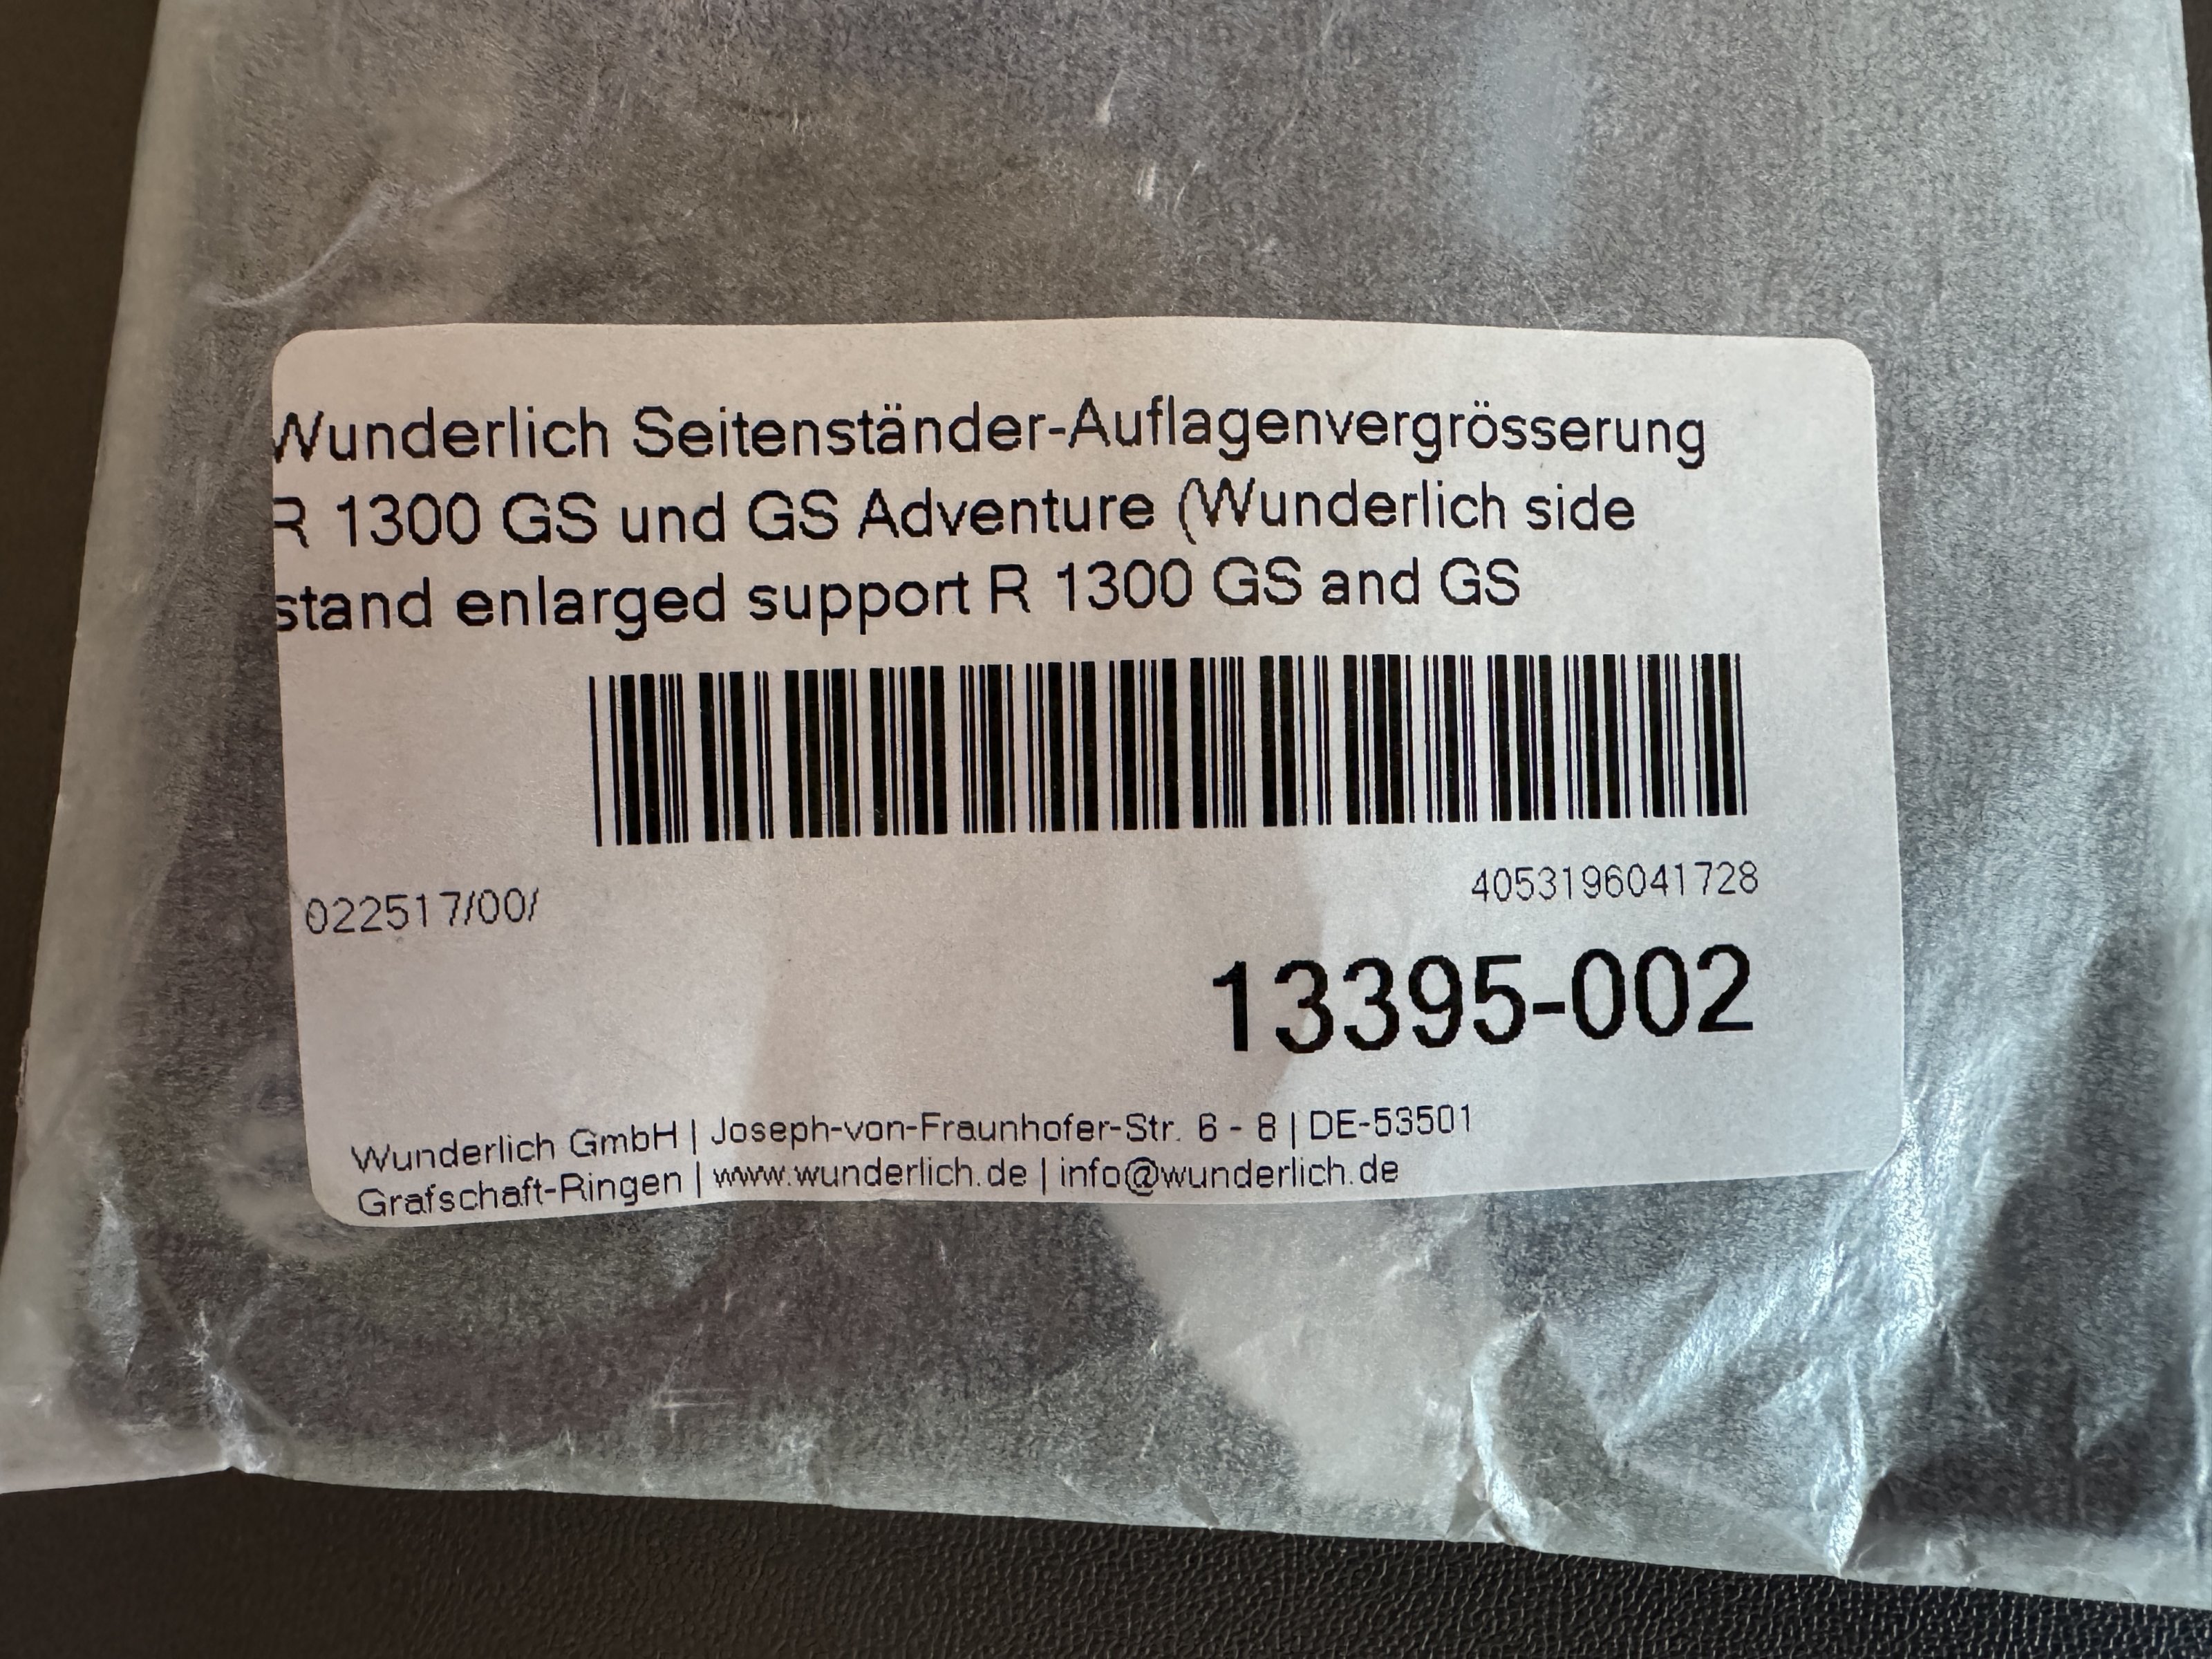 Wunderlich Seitenständer-Auflagenvergrösserung
R 1300 GS und GS Adventure (Wunderlich side
stand enlarged support R 1300 GS and GS
4053196041728
022517/00/
13395-002
Wunderlich GmbH | Joseph-von-Fraunhofer-Str. 6 - 8 | DE-53501
Grafschaft-Ringen | www.wunderlich.de | info@wunderlich.de